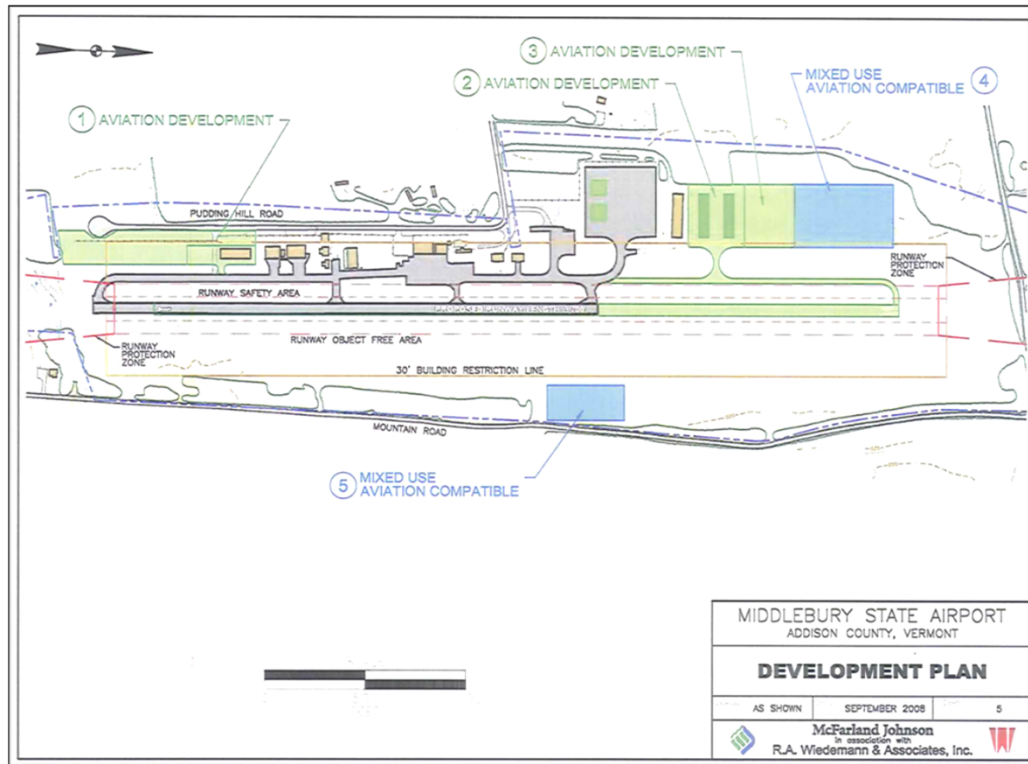 3 AVIATION DEVELOPMENT
2 AVIATION DEVELOPMENT
MIXED USE
AVIATION COMPATIBLE 4
1 AVIATION DEVELOPMENT
PUDDING HILL ROAD
RUNWAY
PROTECTION
ZONE
RUNWAY SAFETY AREA
RUNWAY OBJECT FREE AREA
RUNWAY
PROTECTION
ZONE
30' BUILDING RESTRICTION LINE
MOUNTAIN ROAD
5 MIXED USE
AVIATION COMPATIBLE
MIDDLEBURY STATE AIRPORT
ADDISON COUNTY, VERMONT
DEVELOPMENT PLAN
AS SHOWN SEPTEMBER 2008 5
McFarland Johnson
in association with
R.A. Wiedemann & Associates, Inc.